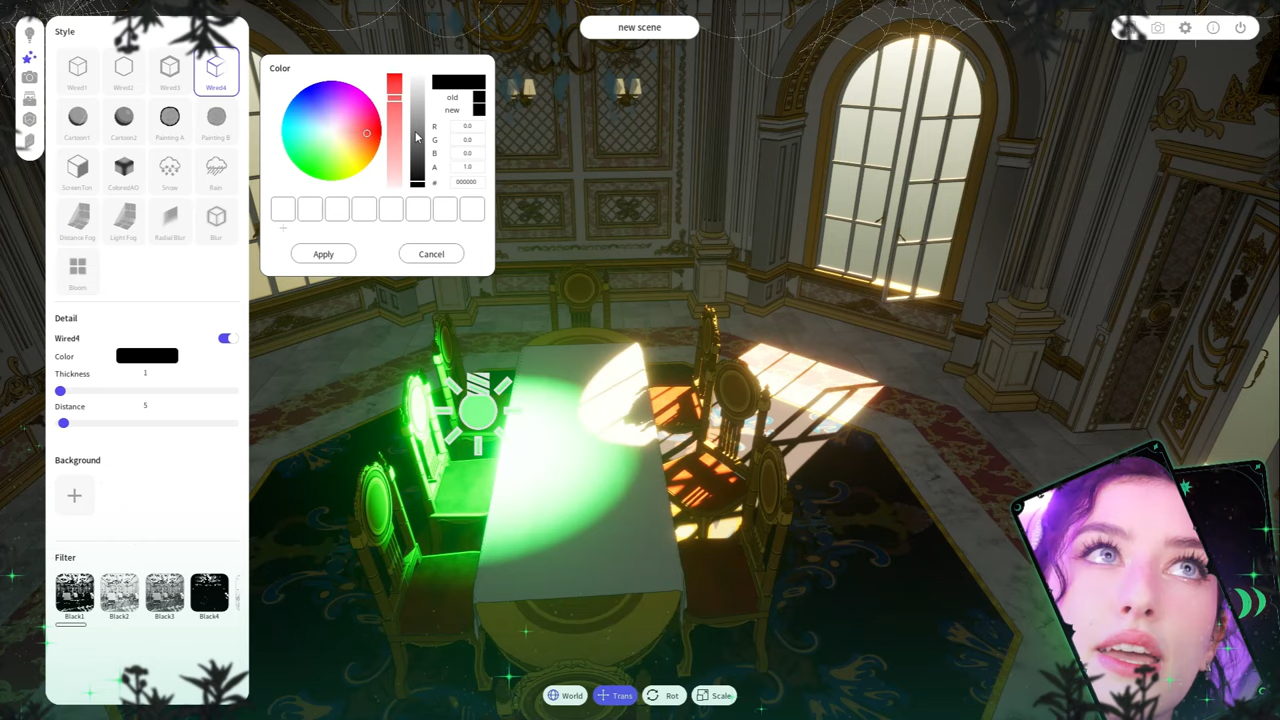 Style
new scene
Wired1
Wired2
Wired3
Wired4
Cartoon1
Cartoon2
Painting A
Painting B
ScreenTon
ColoredAO
Snow
Rain
Distance Fog
Light Fog
Radial Blur
Blur
Bloom
Detail
Wired4
Color
Thickness
1
Distance
5
Background
Filter
Black1
Black2
Black3
Black4
Color
old
new
R
0.0
G
0.0
B
0.0
A
1.0
#
000000
Apply
Cancel
World
Trans
Rot
Scale